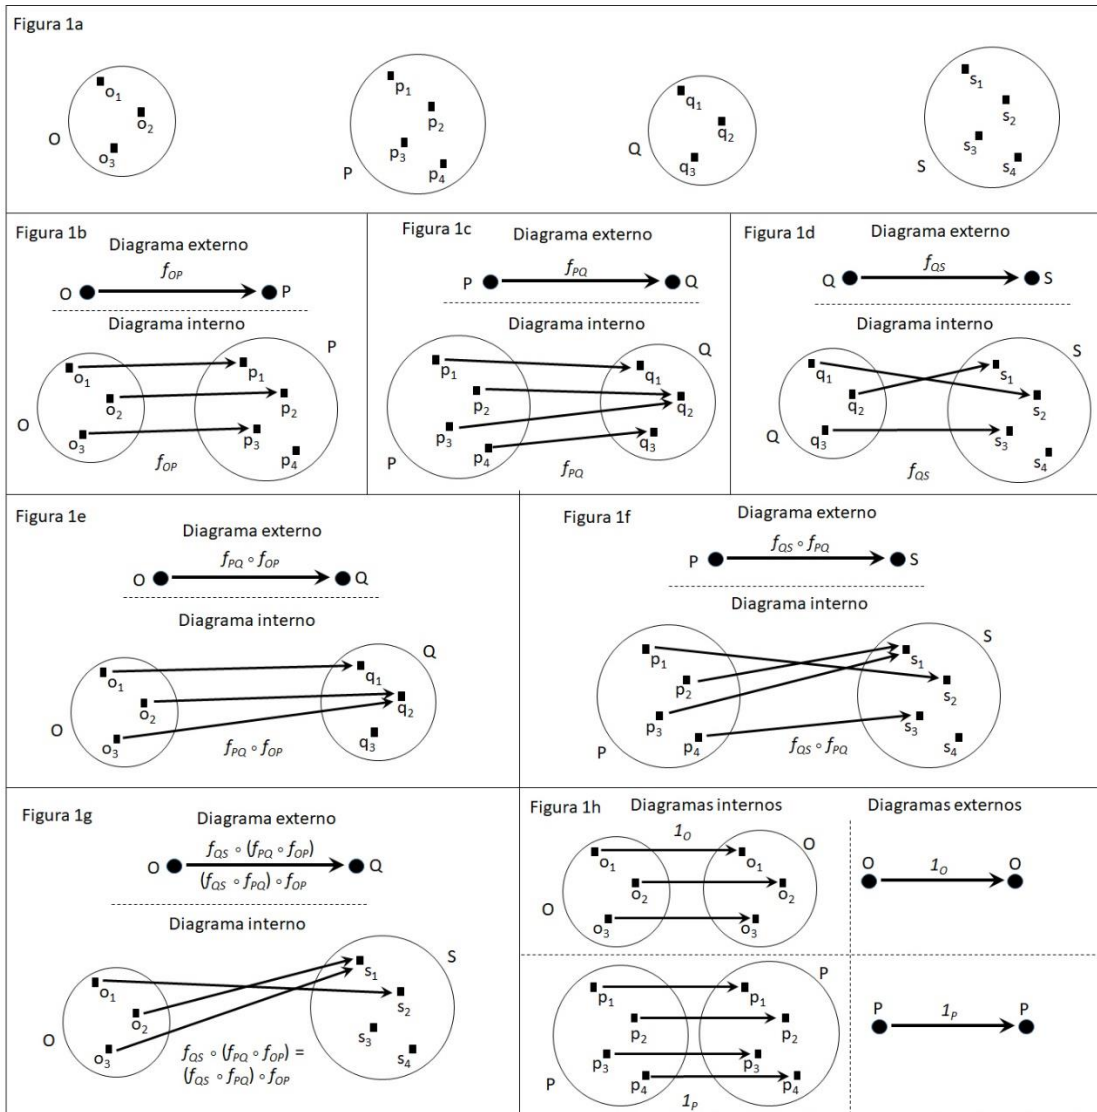 Figura 1a
O
o1
o2
o3
P
p1
p2
p3
p4
Q
q1
q2
q3
S
s1
s2
s3
s4
Figura 1b
Diagrama externo
fOP
O P
Diagrama interno
O
o1
o2
o3
P
p1
p2
p3
p4
fOP
Figura 1c
Diagrama externo
fPQ
P Q
Diagrama interno
P
p1
p2
p3
p4
Q
q1
q2
q3
fPQ
Figura 1d
Diagrama externo
fQS
Q S
Diagrama interno
Q
q1
q2
q3
S
s1
s2
s3
s4
fQS
Figura 1e
Diagrama externo
fPQ ∘ fOP
O Q
Diagrama interno
O
o1
o2
o3
Q
q1
q2
q3
fPQ ∘ fOP
Figura 1f
Diagrama externo
fQS ∘ fPQ
P S
Diagrama interno
P
p1
p2
p3
p4
S
s1
s2
s3
s4
fQS ∘ fPQ
Figura 1g
Diagrama externo
fQS ∘ (fPQ ∘ fOP)
O Q
(fQS ∘ fPQ) ∘ fOP
Diagrama interno
O
o1
o2
o3
S
s1
s2
s3
s4
fQS ∘ (fPQ ∘ fOP) =
(fQS ∘ fPQ) ∘ fOP
Figura 1h
Diagramas internos
1O
O
o1
o2
o3
O
o1
o2
o3
P
p1
p2
p3
p4
P
p1
p2
p3
p4
1P
Diagramas externos
O 1O O
P 1P P